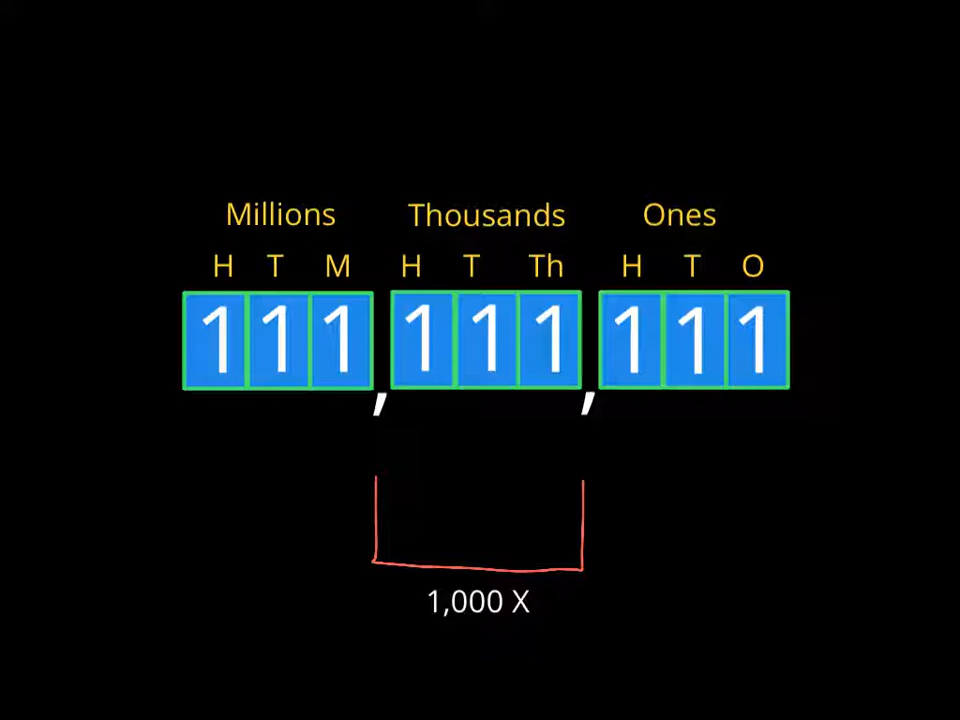 Millions Thousands Ones
H T M H T Th H T O
111,111,111
1,000 X